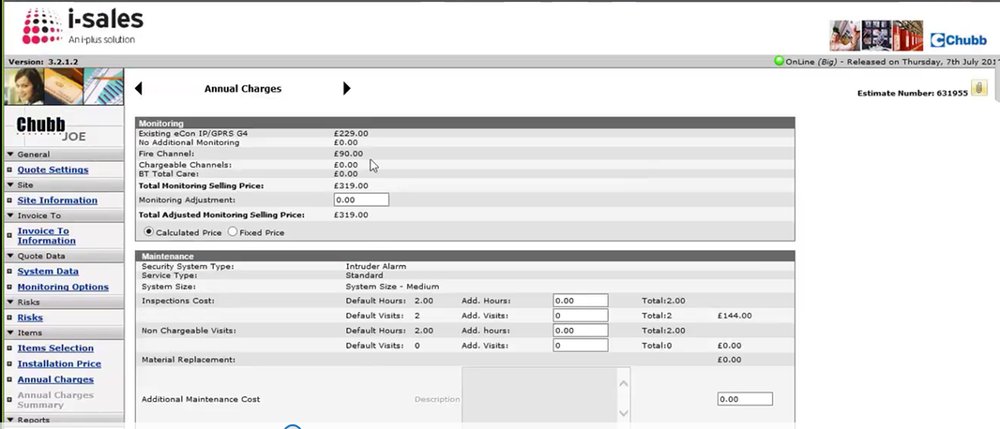 i-sales
An i-plus solution
Chubb
Version: 3.2.1.2
OnLine (Big) - Released on Thursday, 7th July 201
Annual Charges
Estimate Number: 631955
Chubb
JOE
General
Quote Settings
Site
Site Information
Invoice To
Invoice To
Information
Quote Data
System Data
Monitoring Options
Risks
Risks
Items
Items Selection
Installation Price
Annual Charges
Annual Charges
Summary
Reports
Monitoring
Existing eCon IP/GPRS G4 £229.00
No Additional Monitoring £0.00
Fire Channel: £90.00
Chargeable Channels: £0.00
BT Total Care: £0.00
Total Monitoring Selling Price: £319.00
Monitoring Adjustment: 0.00
Total Adjusted Monitoring Selling Price: £319.00
Calculated Price Fixed Price
Maintenance
Security System Type: Intruder Alarm
Service Type: Standard
System Size: System Size - Medium
Inspections Cost: Default Hours: 2.00 Add. Hours: 0.00 Total:2.00
Default Visits: 2 Add. Visits: 0 Total:2 £144.00
Non Chargeable Visits: Default Hours: 2.00 Add. hours: 0.00 Total:2.00
Default Visits: 0 Add. Visits: 0 Total:0 £0.00
Material Replacement: £0.00
Additional Maintenance Cost Description 0.00